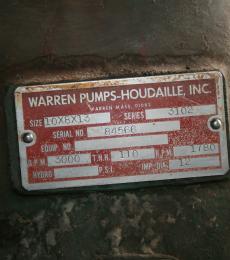 WARREN PUMPS-HOUDAILLE, INC.
WARREN MASS. 01083
SIZE 10X8X13 SERIES 3102
SERIAL NO. 84566
EQUIP. NO.
G.P.M. 3000 T.H.H. 110 R.P.M. 1780
HYDRO P.S.I. IMP. DIA. 12